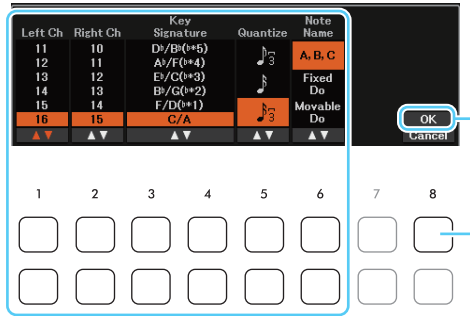 Key Note
Left Ch Right Ch Signature Quantize Name
11 10 D♭/B♭(♭*5) A, B, C
12 11 A♭/F(♭*4) 3
13 12 E♭/C(♭*3) Fixed
14 13 B♭/G(♭*2) Do
15 14 F/D(♭*1) 3 Movable
16 15 C/A Do
OK
Cancel
1 2 3 4 5 6 7 8